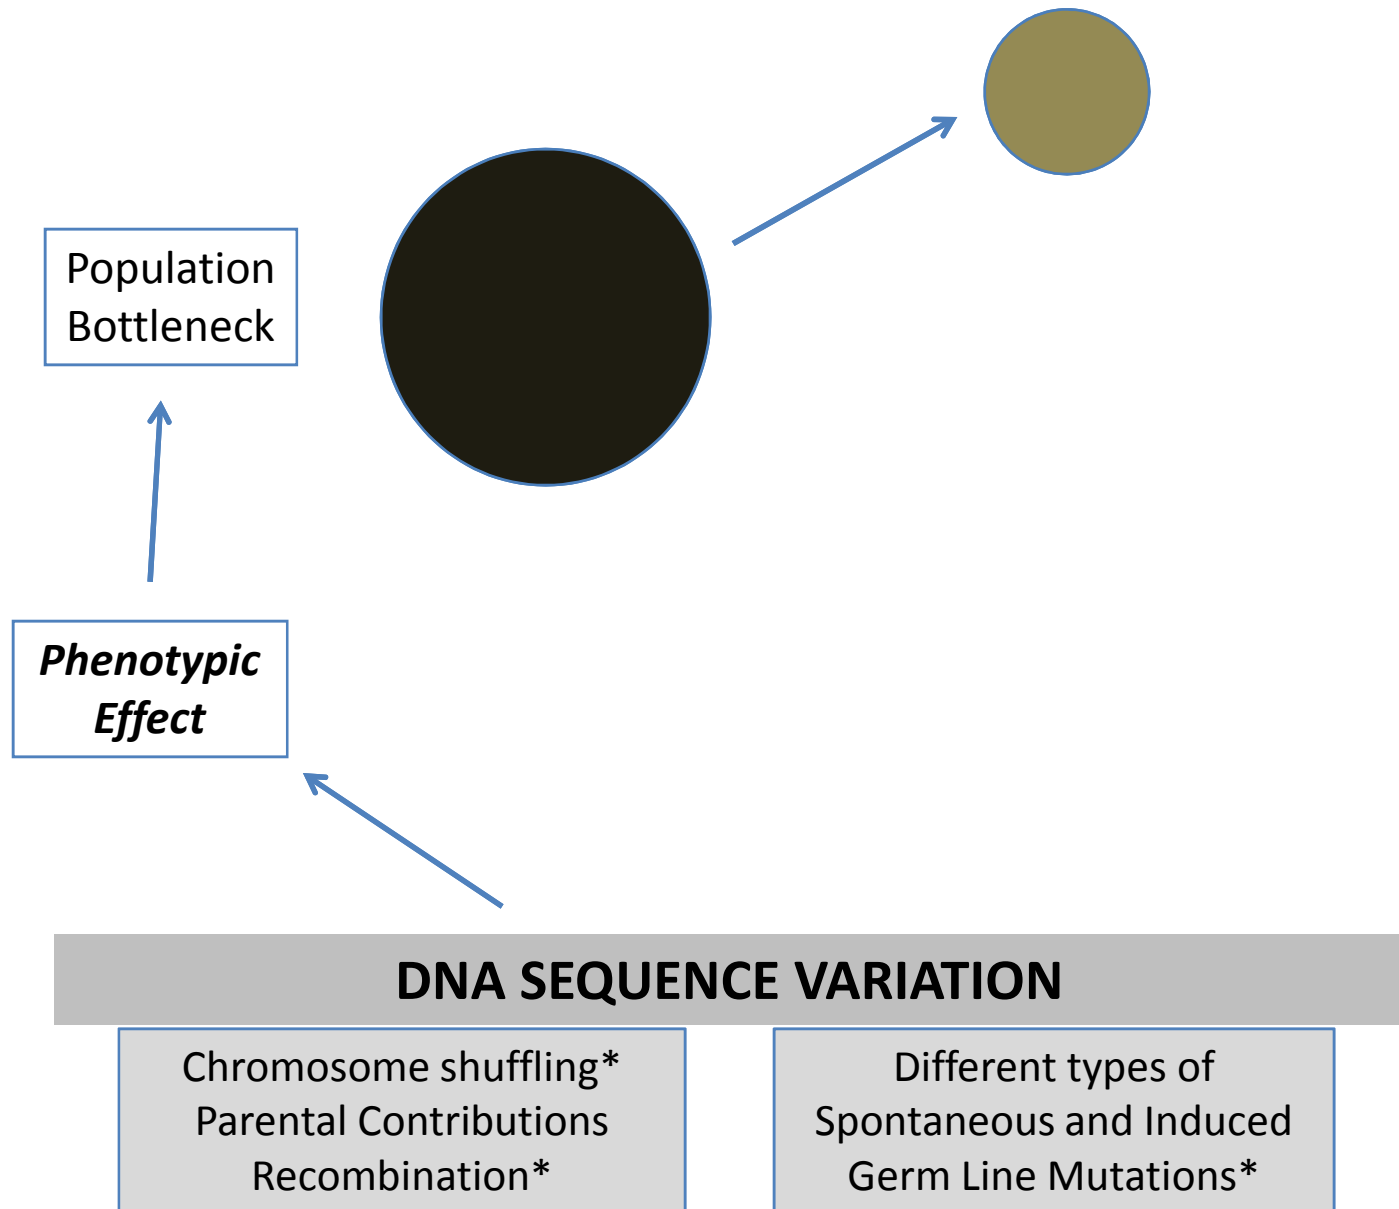 Population
Bottleneck
Phenotypic
Effect
DNA SEQUENCE VARIATION
Chromosome shuffling*
Parental Contributions
Recombination*
Different types of
Spontaneous and Induced
Germ Line Mutations*